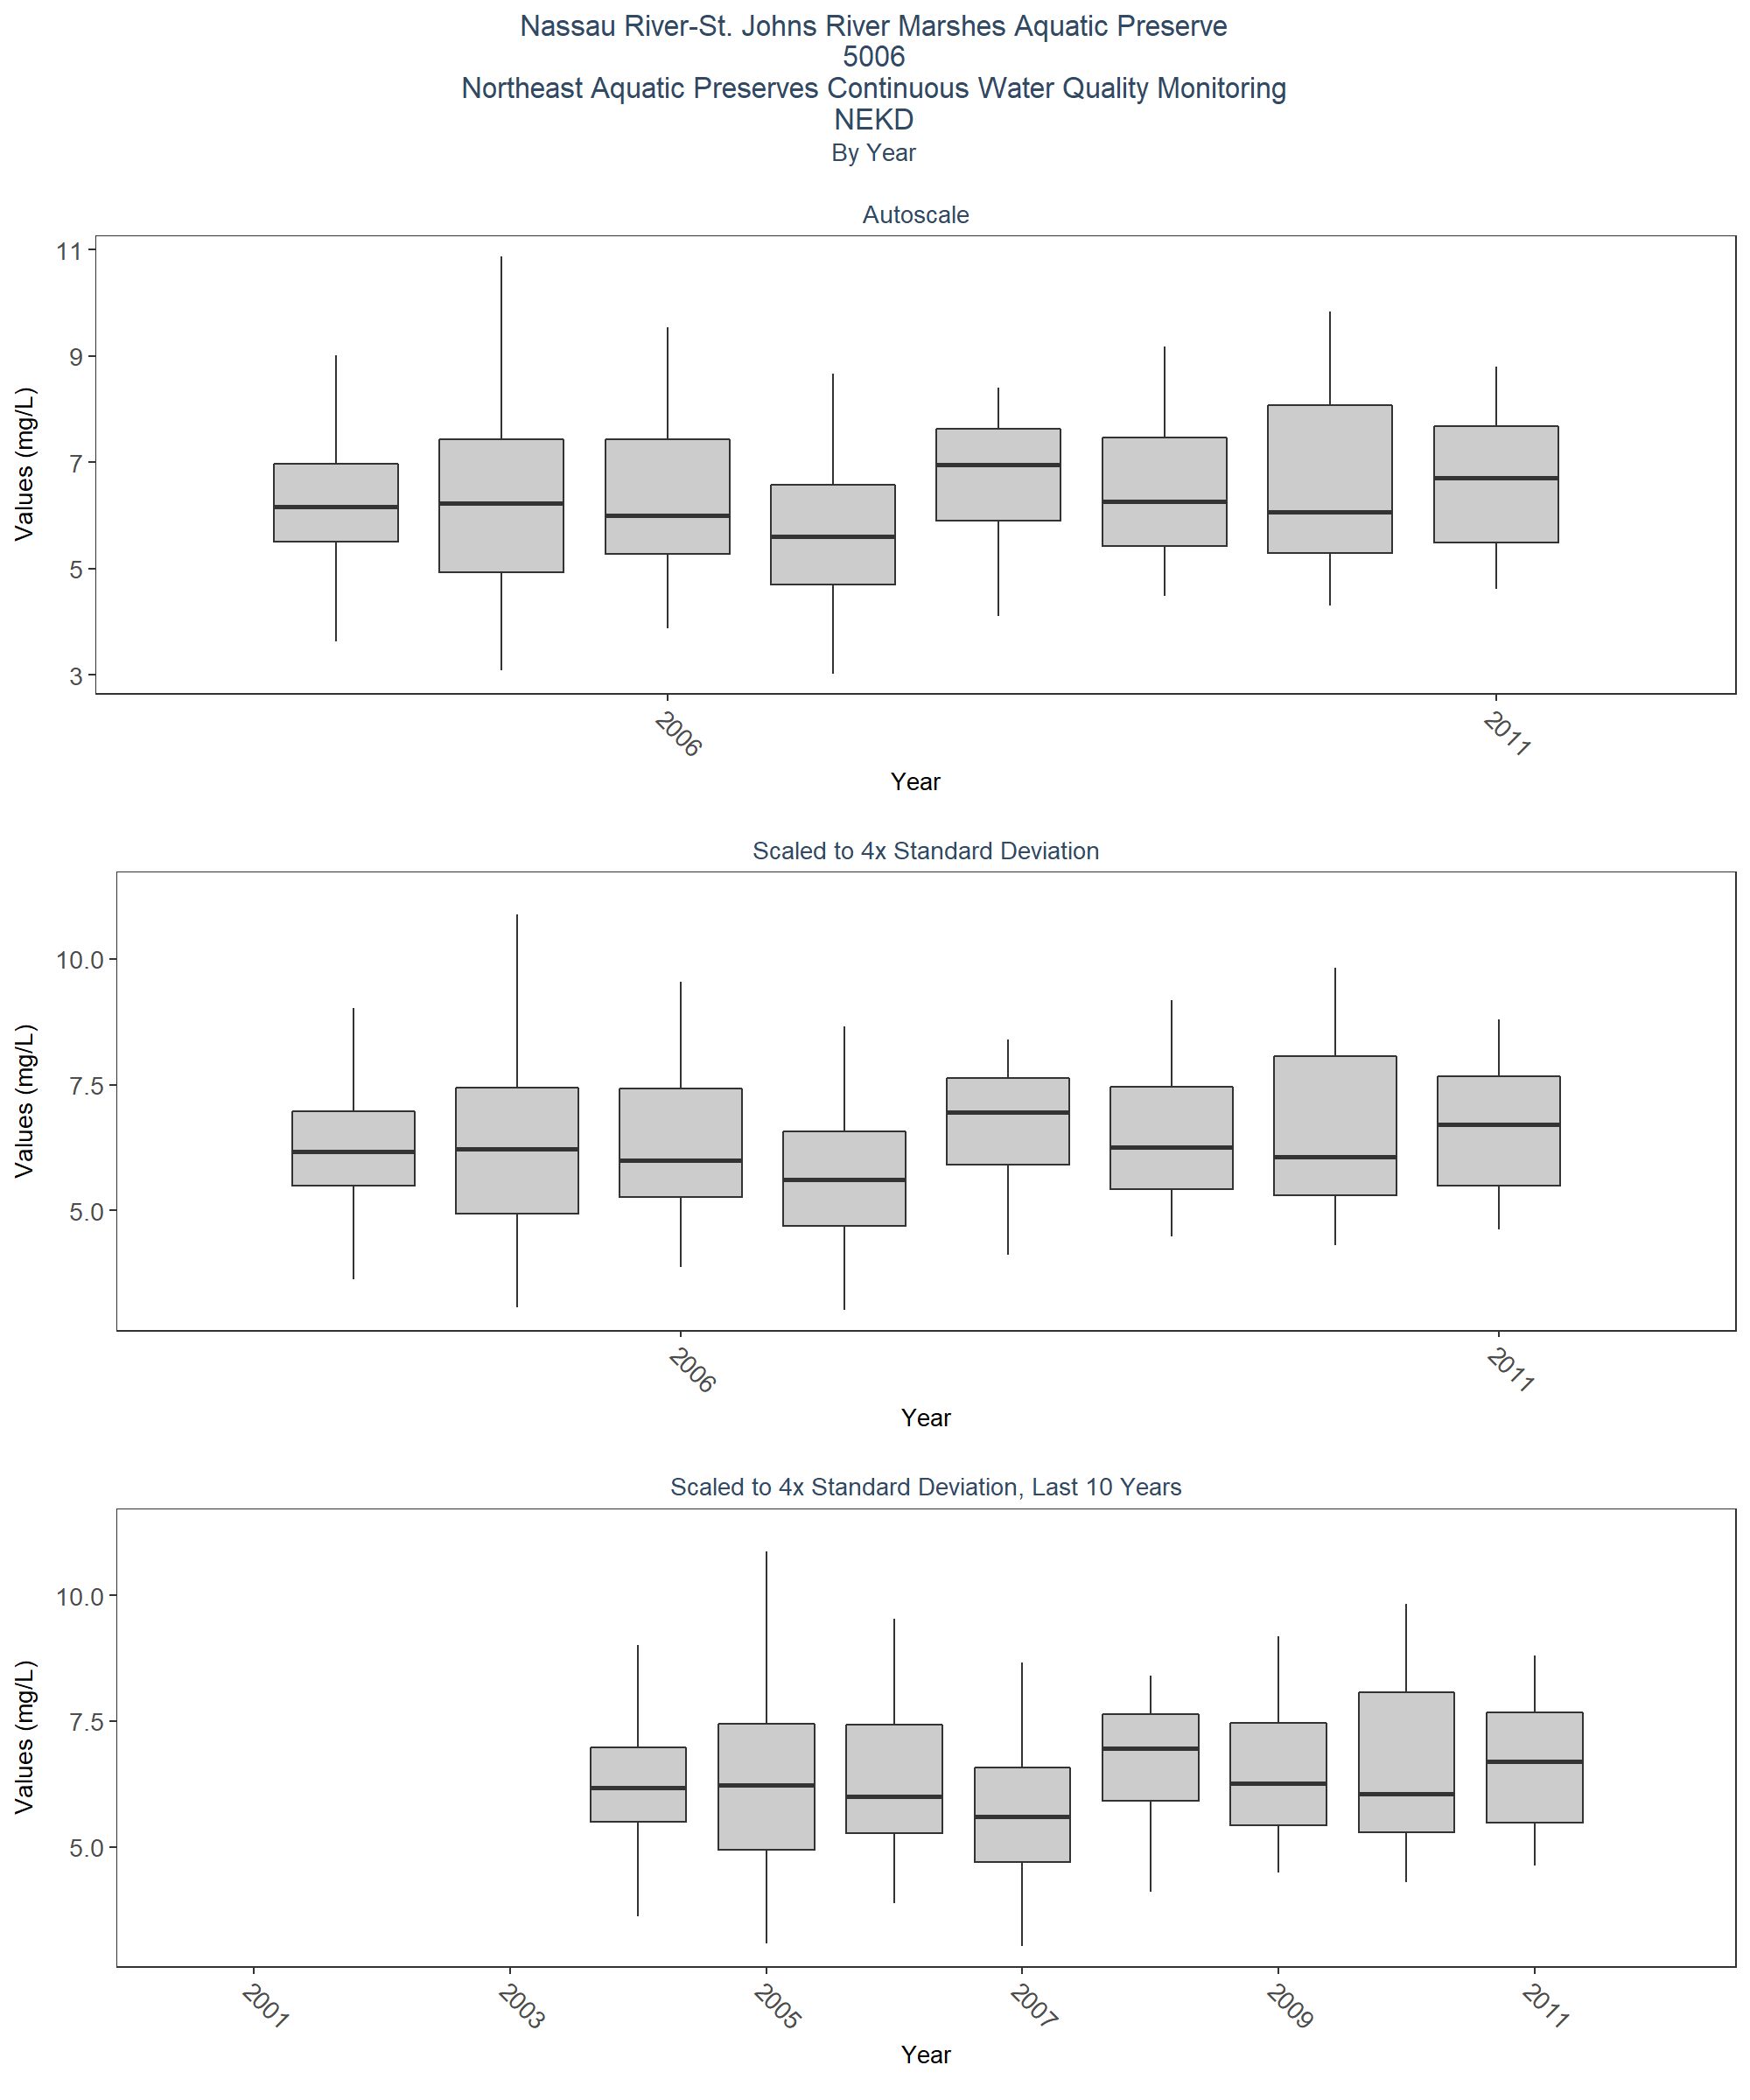 Nassau River-St. Johns River Marshes Aquatic Preserve
5006
Northeast Aquatic Preserves Continuous Water Quality Monitoring
NEKD
By Year
Autoscale
Values (mg/L)
11
9
7
5
3
2006
2011
Year
Scaled to 4x Standard Deviation
Values (mg/L)
10.0
7.5
5.0
2006
2011
Year
Scaled to 4x Standard Deviation, Last 10 Years
Values (mg/L)
10.0
7.5
5.0
2001
2003
2005
2007
2009
2011
Year